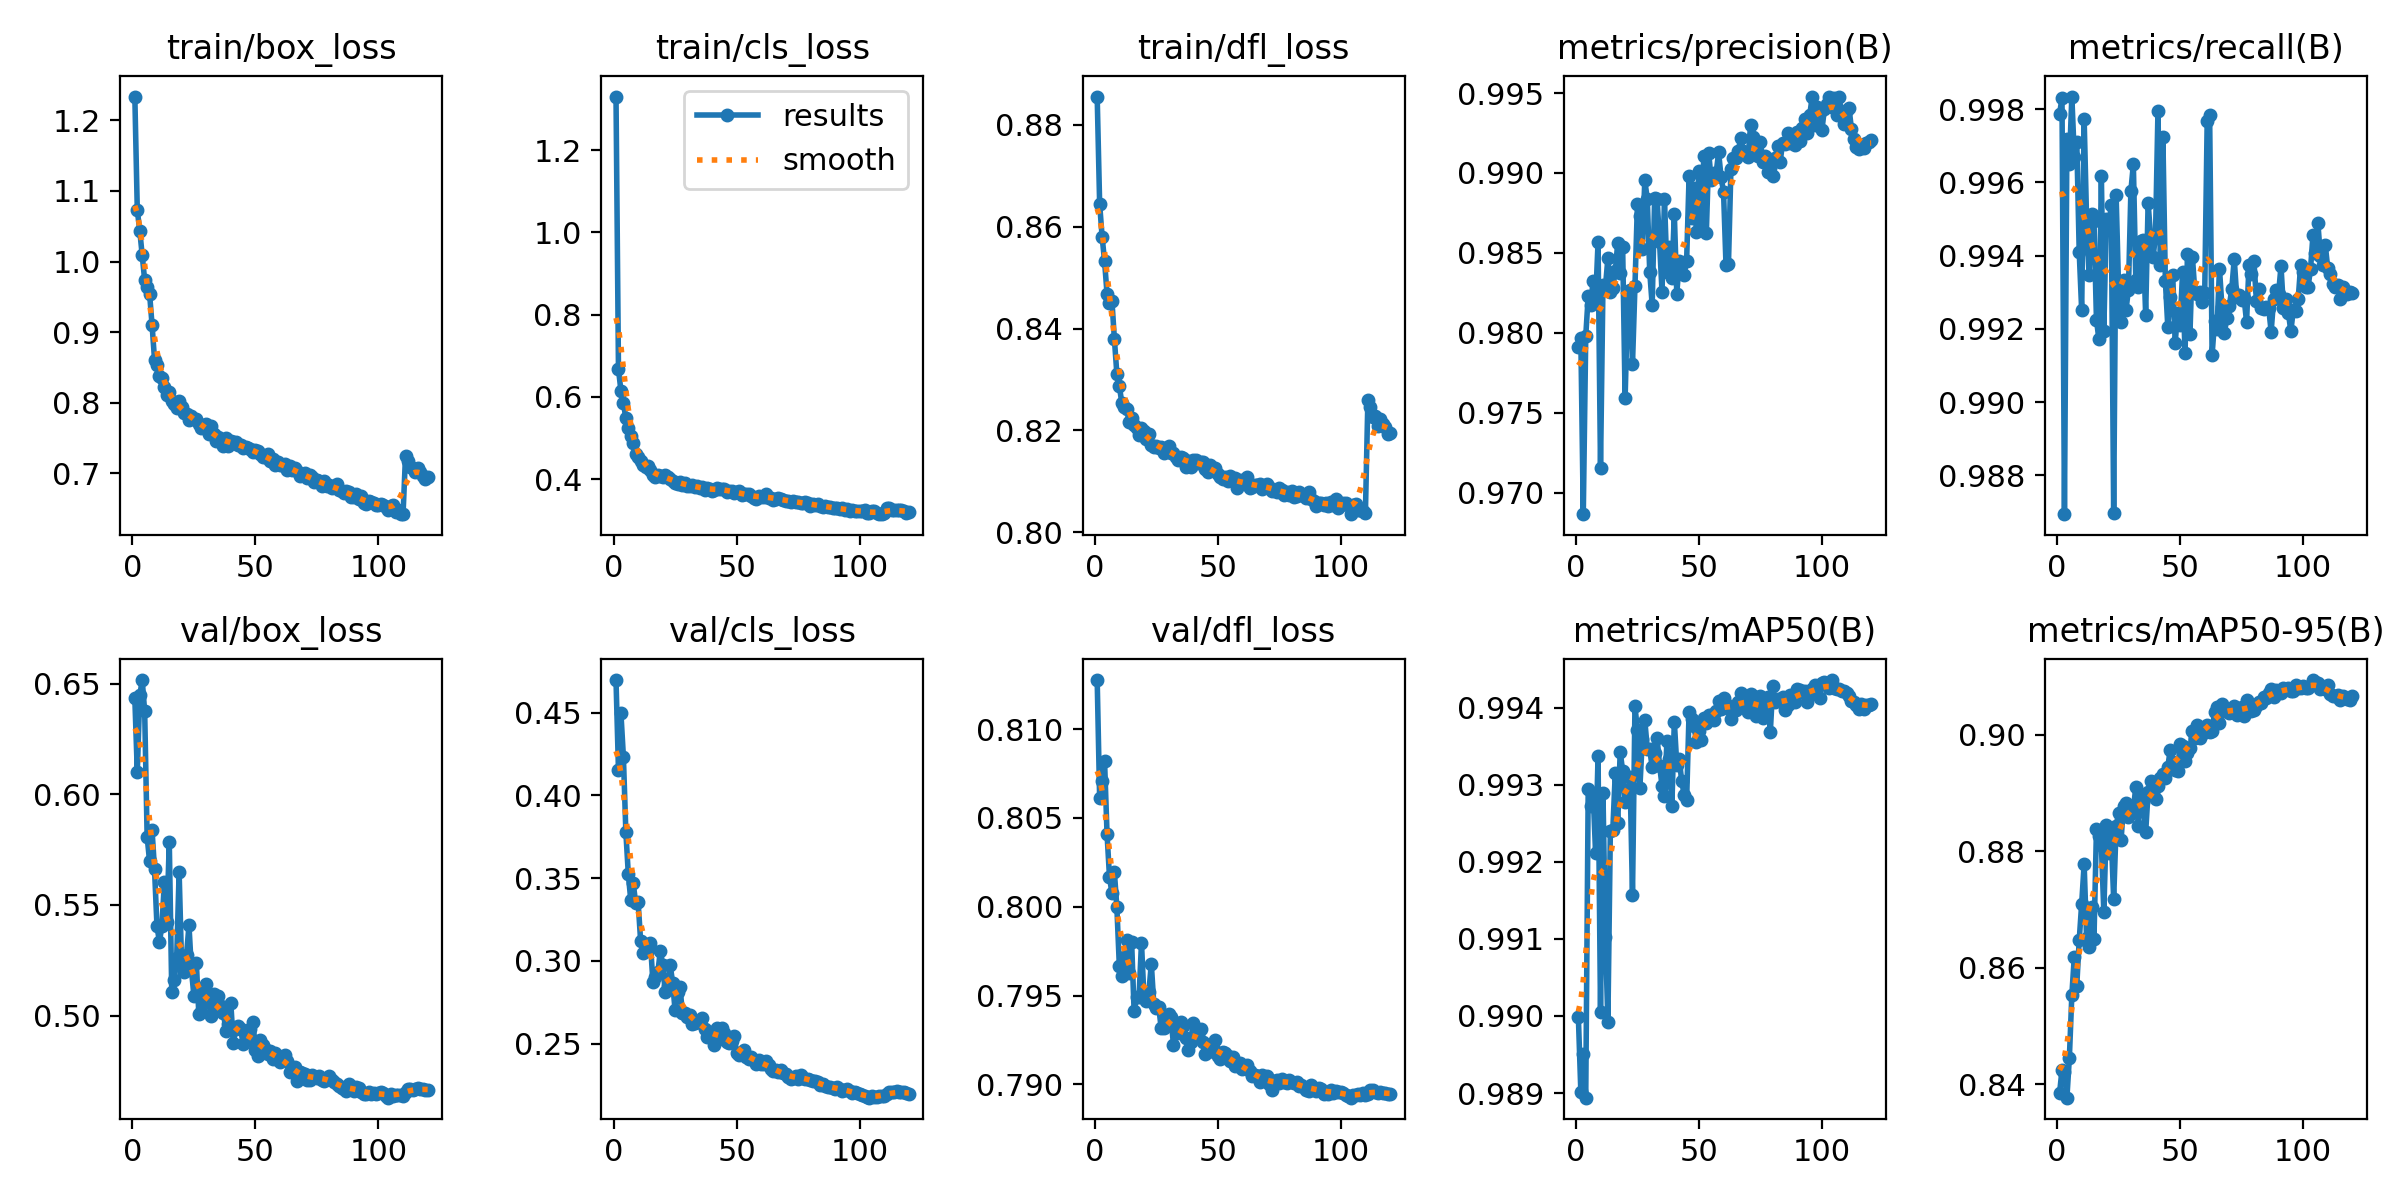 train/box_loss
1.2
1.1
1.0
0.9
0.8
0.7
0 50 100
train/cls_loss
results
smooth
1.2
1.0
0.8
0.6
0.4
0 50 100
train/dfl_loss
0.88
0.86
0.84
0.82
0.80
0 50 100
metrics/precision(B)
0.995
0.990
0.985
0.980
0.975
0.970
0 50 100
metrics/recall(B)
0.998
0.996
0.994
0.992
0.990
0.988
0 50 100
val/box_loss
0.65
0.60
0.55
0.50
0 50 100
val/cls_loss
0.45
0.40
0.35
0.30
0.25
0 50 100
val/dfl_loss
0.810
0.805
0.800
0.795
0.790
0 50 100
metrics/mAP50(B)
0.994
0.993
0.992
0.991
0.990
0.989
0 50 100
metrics/mAP50-95(B)
0.90
0.88
0.86
0.84
0 50 100